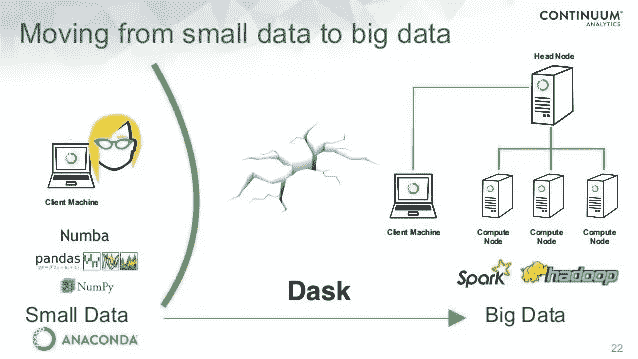 Moving from small data to big data
CONTINUUM
ANALYTICS
Head Node
Client Machine
Client Machine
Compute
Node
Compute
Node
Compute
Node
Numba
pandas
NumPy
Spark
hadoop
Small Data
Dask
Big Data
ANACONDA
22